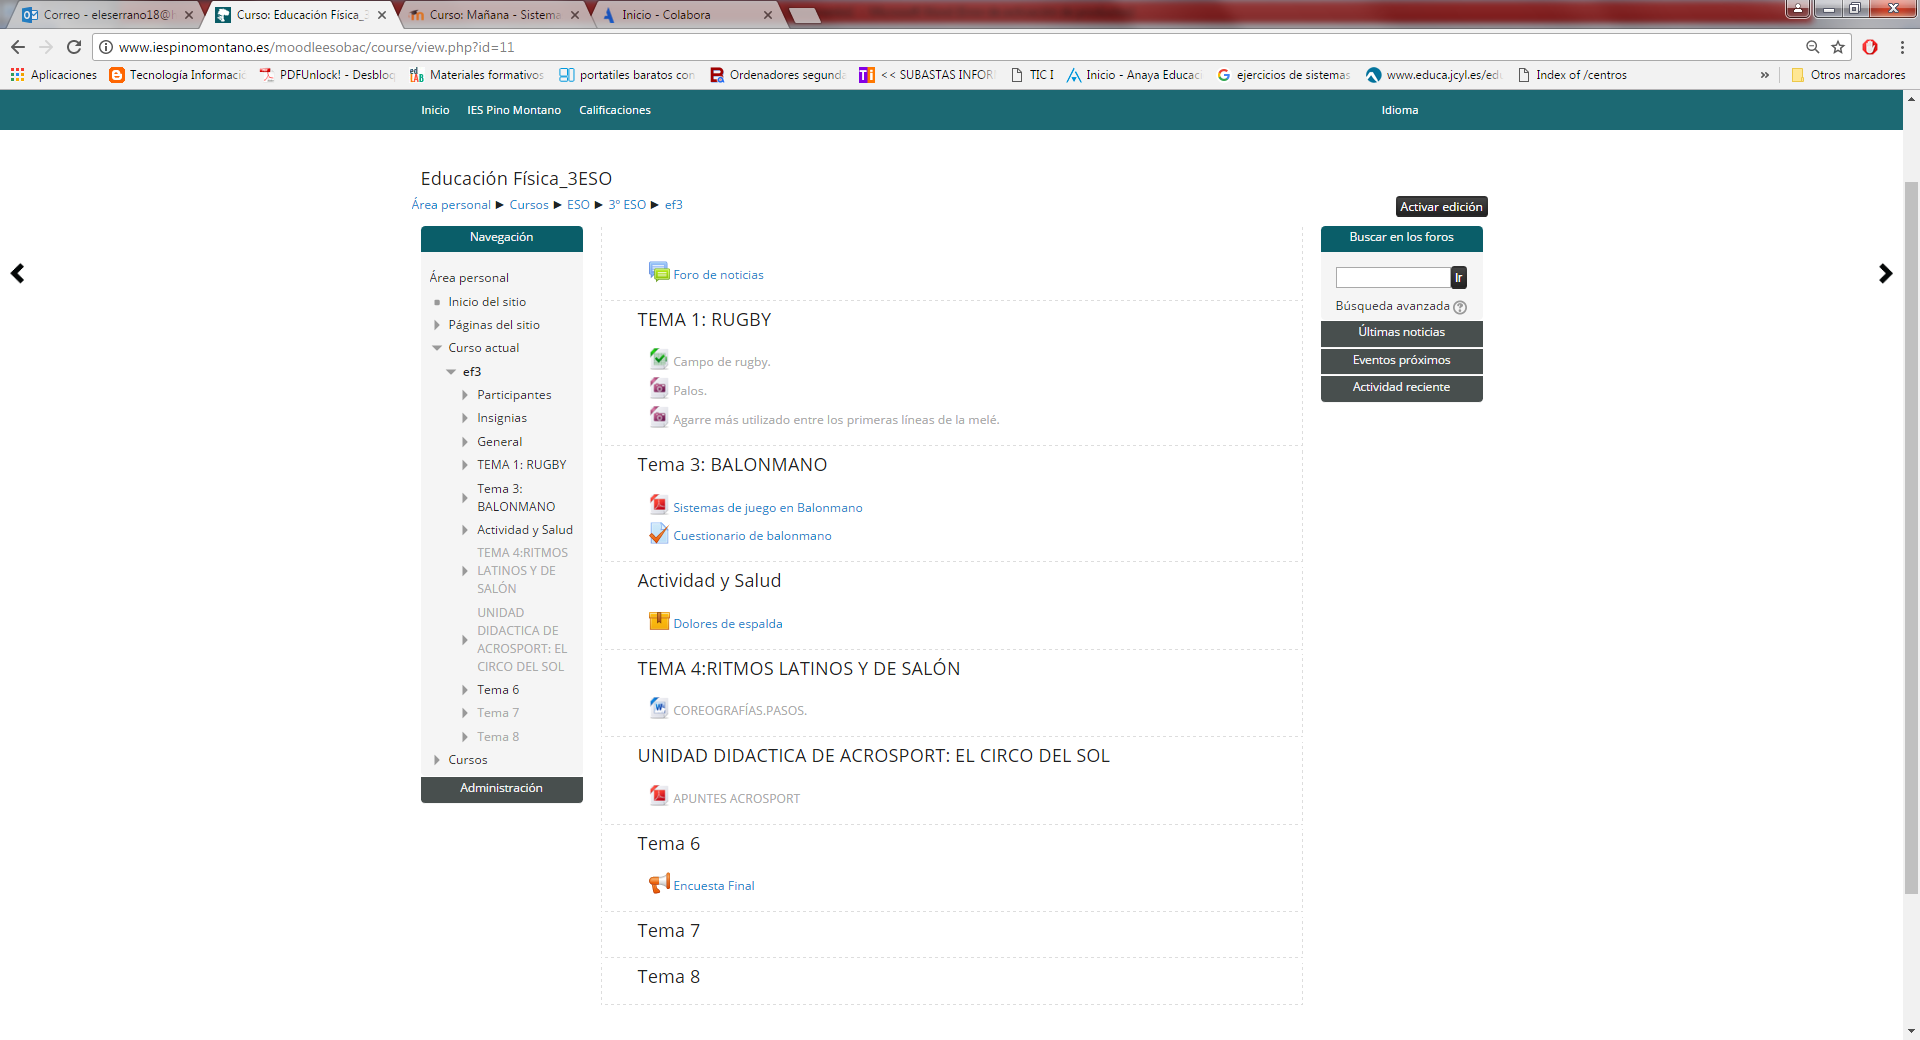 Correo - eleserrano18@h
Curso: Educación Física_3
Curso: Mañana - Sistema
Inicio - Colabora
www.iespinomontano.es/moodleesobac/course/view.php?id=11
Aplicaciones
Tecnología Informació
PDFUnlock! - Desbloq
Materiales formativos
portatiles baratos con
Ordenadores segunda
<< SUBASTAS INFOR
TIC I
Inicio - Anaya Educac
ejercicios de sistemas
www.educa.jcyl.es/edu
Index of /centros
»
Otros marcadores
Inicio
IES Pino Montano
Calificaciones
Idioma
Educación Física_3ESO
Área personal ► Cursos ► ESO ► 3º ESO ► ef3
Activar edición
Navegación
Área personal
Inicio del sitio
Páginas del sitio
Curso actual
ef3
Participantes
Insignias
General
TEMA 1: RUGBY
Tema 3:
BALONMANO
Actividad y Salud
TEMA 4:RITMOS
LATINOS Y DE
SALÓN
UNIDAD
DIDACTICA DE
ACROSPORT: EL
CIRCO DEL SOL
Tema 6
Tema 7
Tema 8
Cursos
Administración
Foro de noticias
TEMA 1: RUGBY
Campo de rugby.
Palos.
Agarre más utilizado entre los primeras líneas de la melé.
Tema 3: BALONMANO
Sistemas de juego en Balonmano
Cuestionario de balonmano
Actividad y Salud
Dolores de espalda
TEMA 4:RITMOS LATINOS Y DE SALÓN
COREOGRAFÍAS.PASOS.
UNIDAD DIDACTICA DE ACROSPORT: EL CIRCO DEL SOL
APUNTES ACROSPORT
Tema 6
Encuesta Final
Tema 7
Tema 8
Buscar en los foros
Ir
Búsqueda avanzada
Últimas noticias
Eventos próximos
Actividad reciente